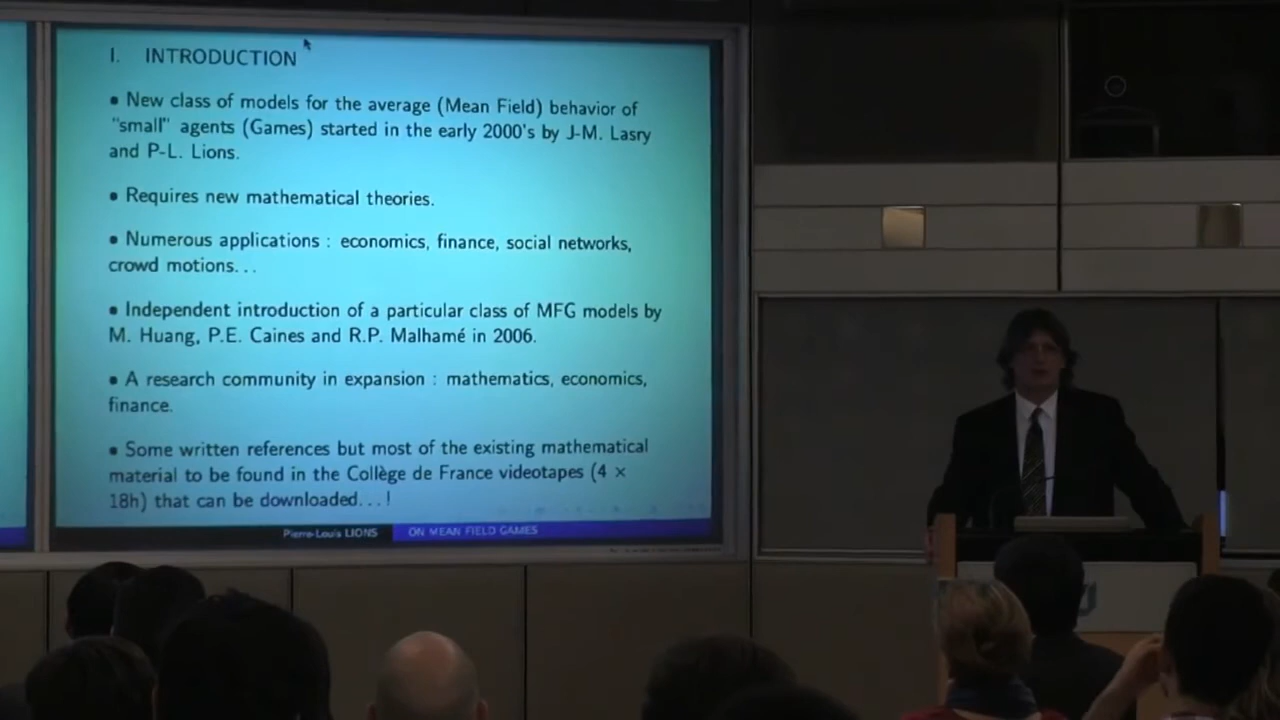 I. INTRODUCTION
• New class of models for the average (Mean Field) behavior of
"small" agents (Games) started in the early 2000's by J-M. Lasry
and P-L. Lions.
• Requires new mathematical theories.
• Numerous applications : economics, finance, social networks,
crowd motions...
• Independent introduction of a particular class of MFG models by
M. Huang, P.E. Caines and R.P. Malhamé in 2006.
• A research community in expansion : mathematics, economics,
finance.
• Some written references but most of the existing mathematical
material to be found in the Collège de France videotapes (4 ×
18h) that can be downloaded...!
Pierre-Louis LIONS ON MEAN FIELD GAMES